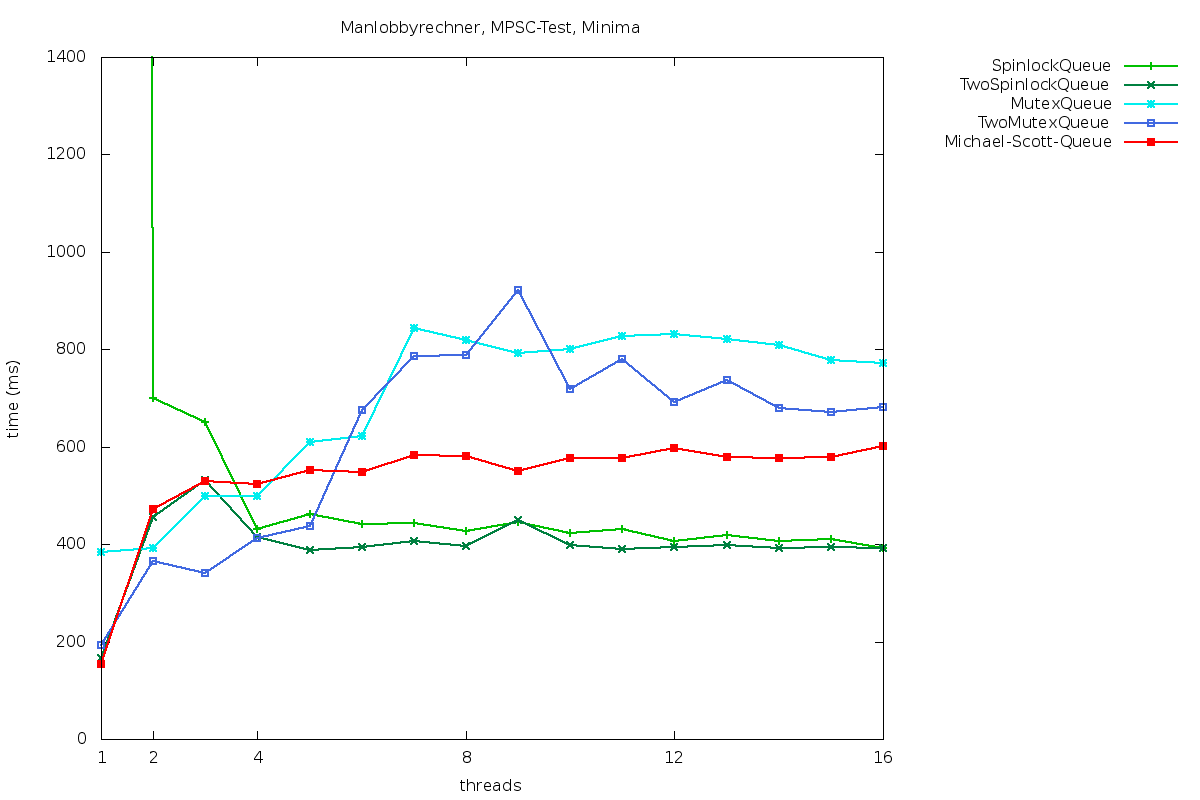 Manlobbyrechner, MPSC-Test, Minima
SpinlockQueue
TwoSpinlockQueue
MutexQueue
TwoMutexQueue
Michael-Scott-Queue
1400
1200
1000
800
600
400
200
0
time (ms)
1 2 4 8 12 16
threads